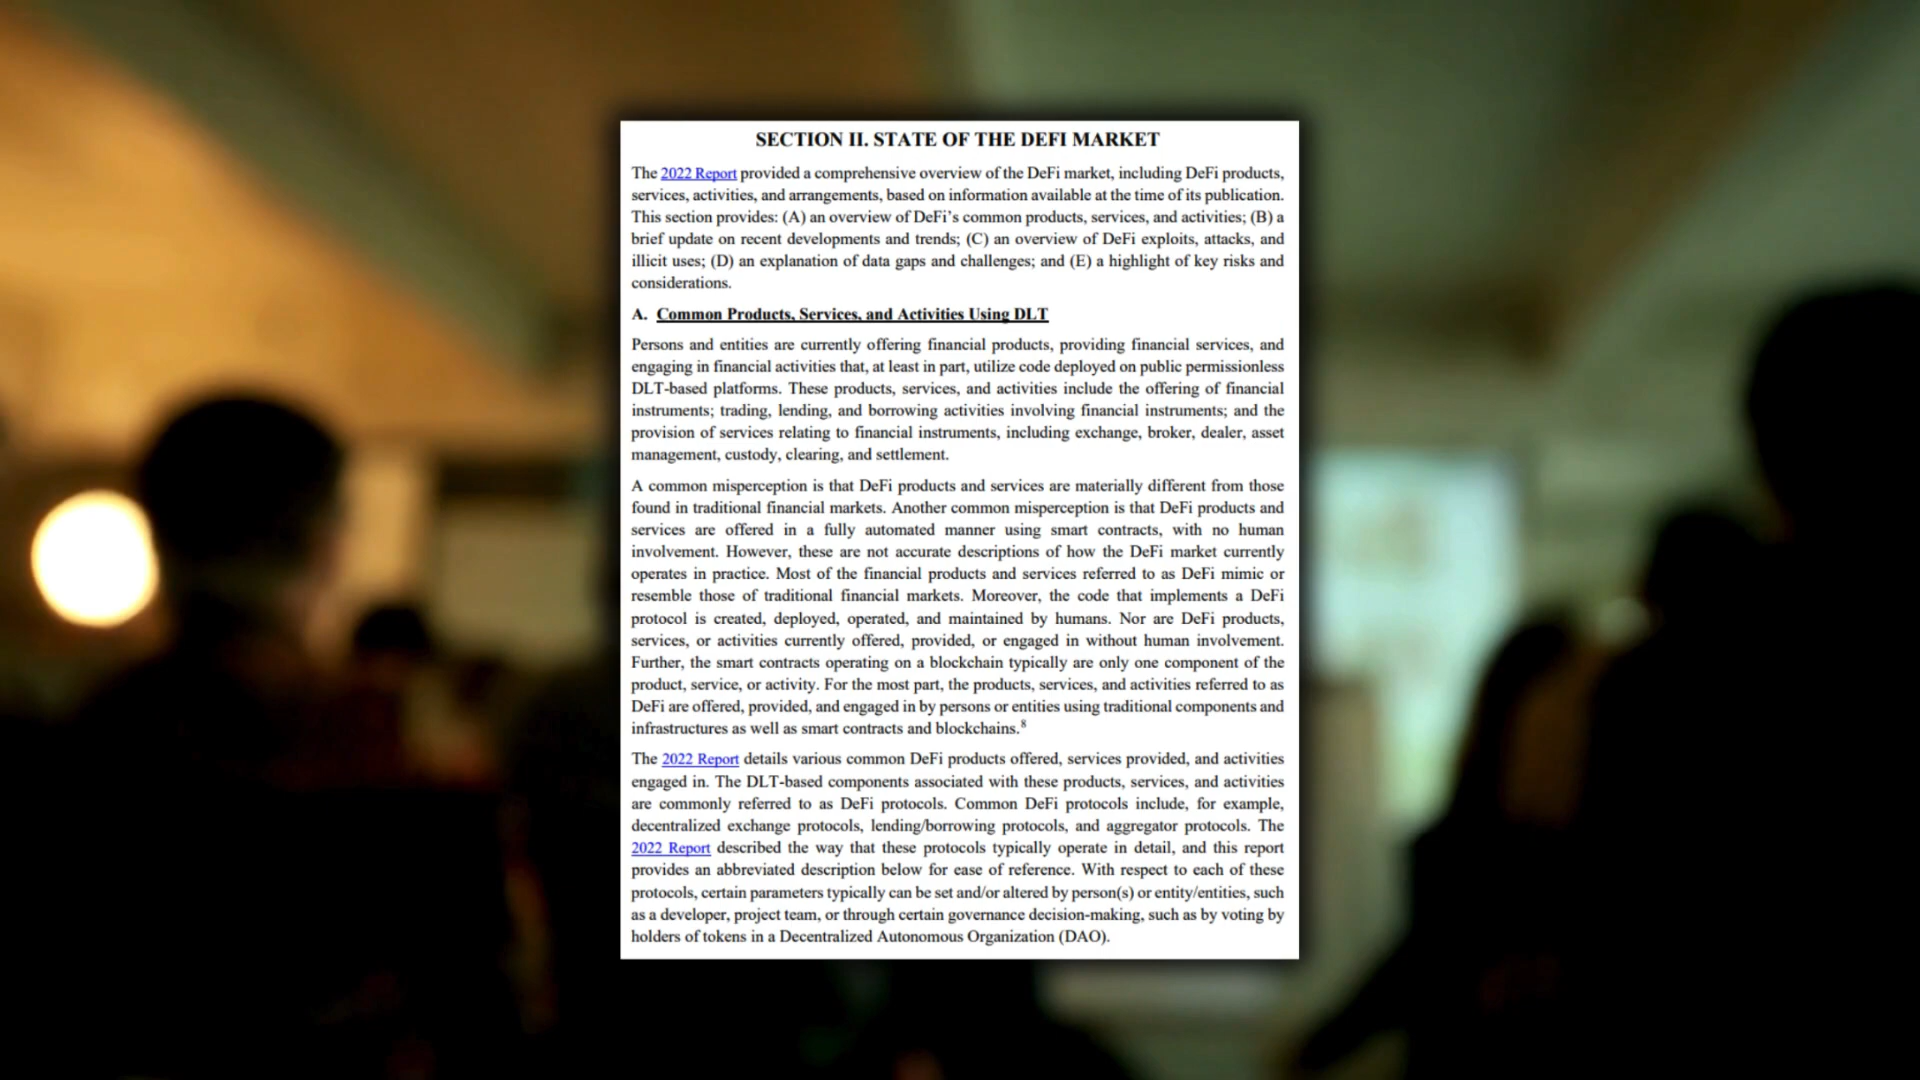 SECTION II. STATE OF THE DEFI MARKET
The 2022 Report provided a comprehensive overview of the DeFi market, including DeFi products,
services, activities, and arrangements, based on information available at the time of its publication.
This section provides: (A) an overview of DeFi’s common products, services, and activities; (B) a
brief update on recent developments and trends; (C) an overview of DeFi exploits, attacks, and
illicit uses; (D) an explanation of data gaps and challenges; and (E) a highlight of key risks and
considerations.
A. Common Products, Services, and Activities Using DLT
Persons and entities are currently offering financial products, providing financial services, and
engaging in financial activities that, at least in part, utilize code deployed on public permissionless
DLT-based platforms. These products, services, and activities include the offering of financial
instruments; trading, lending, and borrowing activities involving financial instruments; and the
provision of services relating to financial instruments, including exchange, broker, dealer, asset
management, custody, clearing, and settlement.
A common misperception is that DeFi products and services are materially different from those
found in traditional financial markets. Another common misperception is that DeFi products and
services are offered in a fully automated manner using smart contracts, with no human
involvement. However, these are not accurate descriptions of how the DeFi market currently
operates in practice. Most of the financial products and services referred to as DeFi mimic or
resemble those of traditional financial markets. Moreover, the code that implements a DeFi
protocol is created, deployed, operated, and maintained by humans. Nor are DeFi products,
services, or activities currently offered, provided, or engaged in without human involvement.
Further, the smart contracts operating on a blockchain typically are only one component of the
product, service, or activity. For the most part, the products, services, and activities referred to as
DeFi are offered, provided, and engaged in by persons or entities using traditional components and
infrastructures as well as smart contracts and blockchains.⁸
The 2022 Report details various common DeFi products offered, services provided, and activities
engaged in. The DLT-based components associated with these products, services, and activities
are commonly referred to as DeFi protocols. Common DeFi protocols include, for example,
decentralized exchange protocols, lending/borrowing protocols, and aggregator protocols. The
2022 Report described the way that these protocols typically operate in detail, and this report
provides an abbreviated description below for ease of reference. With respect to each of these
protocols, certain parameters typically can be set and/or altered by person(s) or entity/entities, such
as a developer, project team, or through certain governance decision-making, such as by voting by
holders of tokens in a Decentralized Autonomous Organization (DAO).